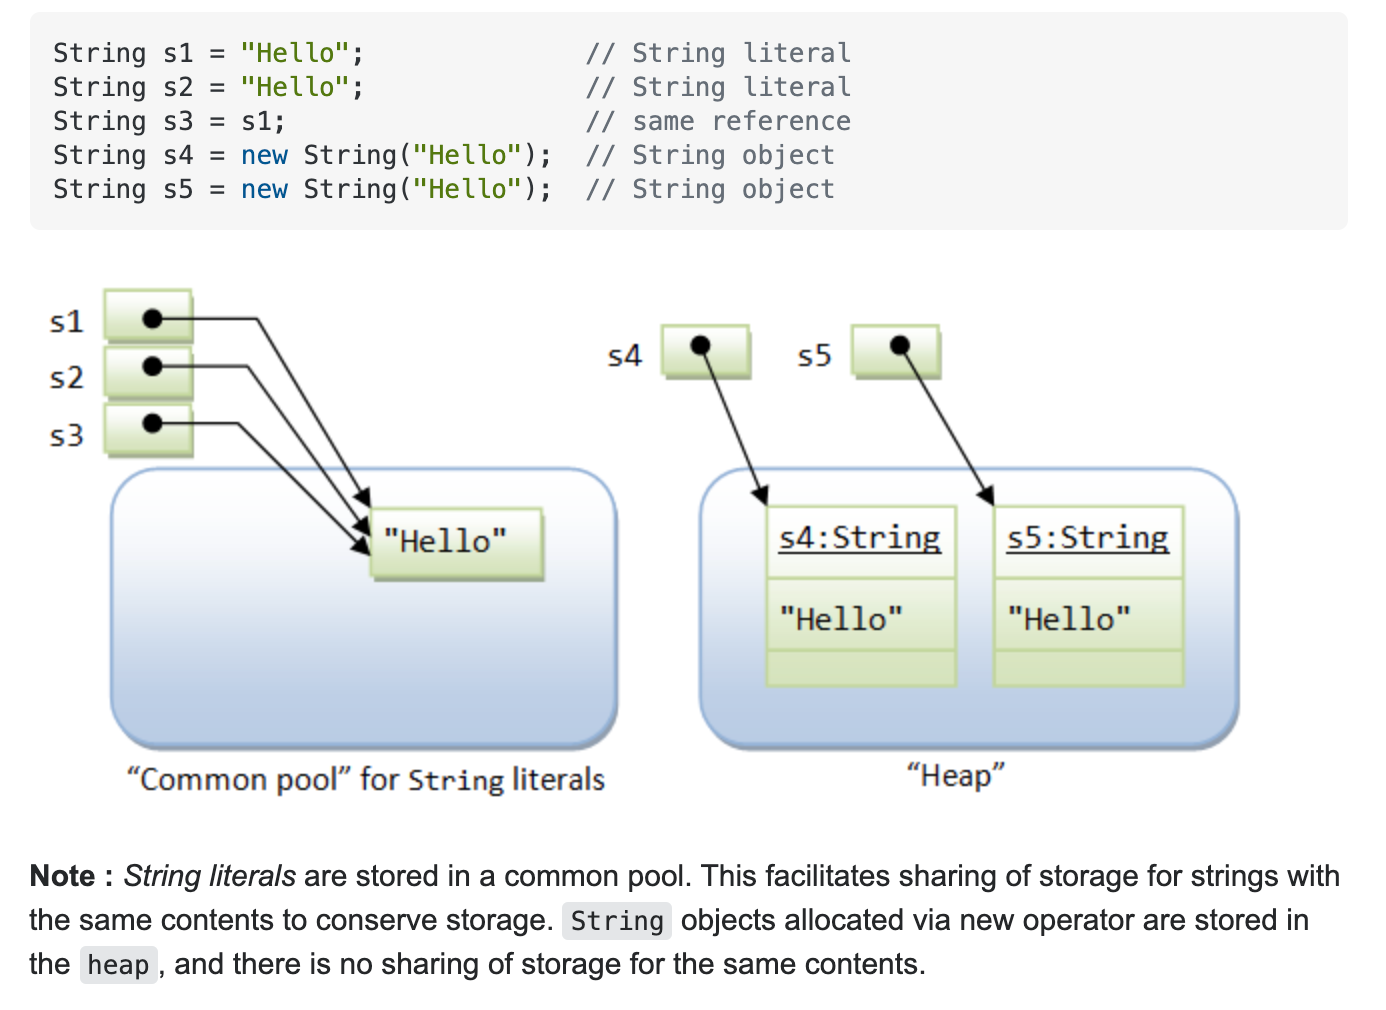 String s1 = "Hello";              // String literal
String s2 = "Hello";              // String literal
String s3 = s1;                   // same reference
String s4 = new String("Hello");  // String object
String s5 = new String("Hello");  // String object
s1
s2
s3
s4
s5
"Hello"
s4:String
s5:String
"Hello"
"Hello"
“Common pool” for String literals
“Heap”
Note : String literals are stored in a common pool. This facilitates sharing of storage for strings with
the same contents to conserve storage. String objects allocated via new operator are stored in
the heap , and there is no sharing of storage for the same contents.